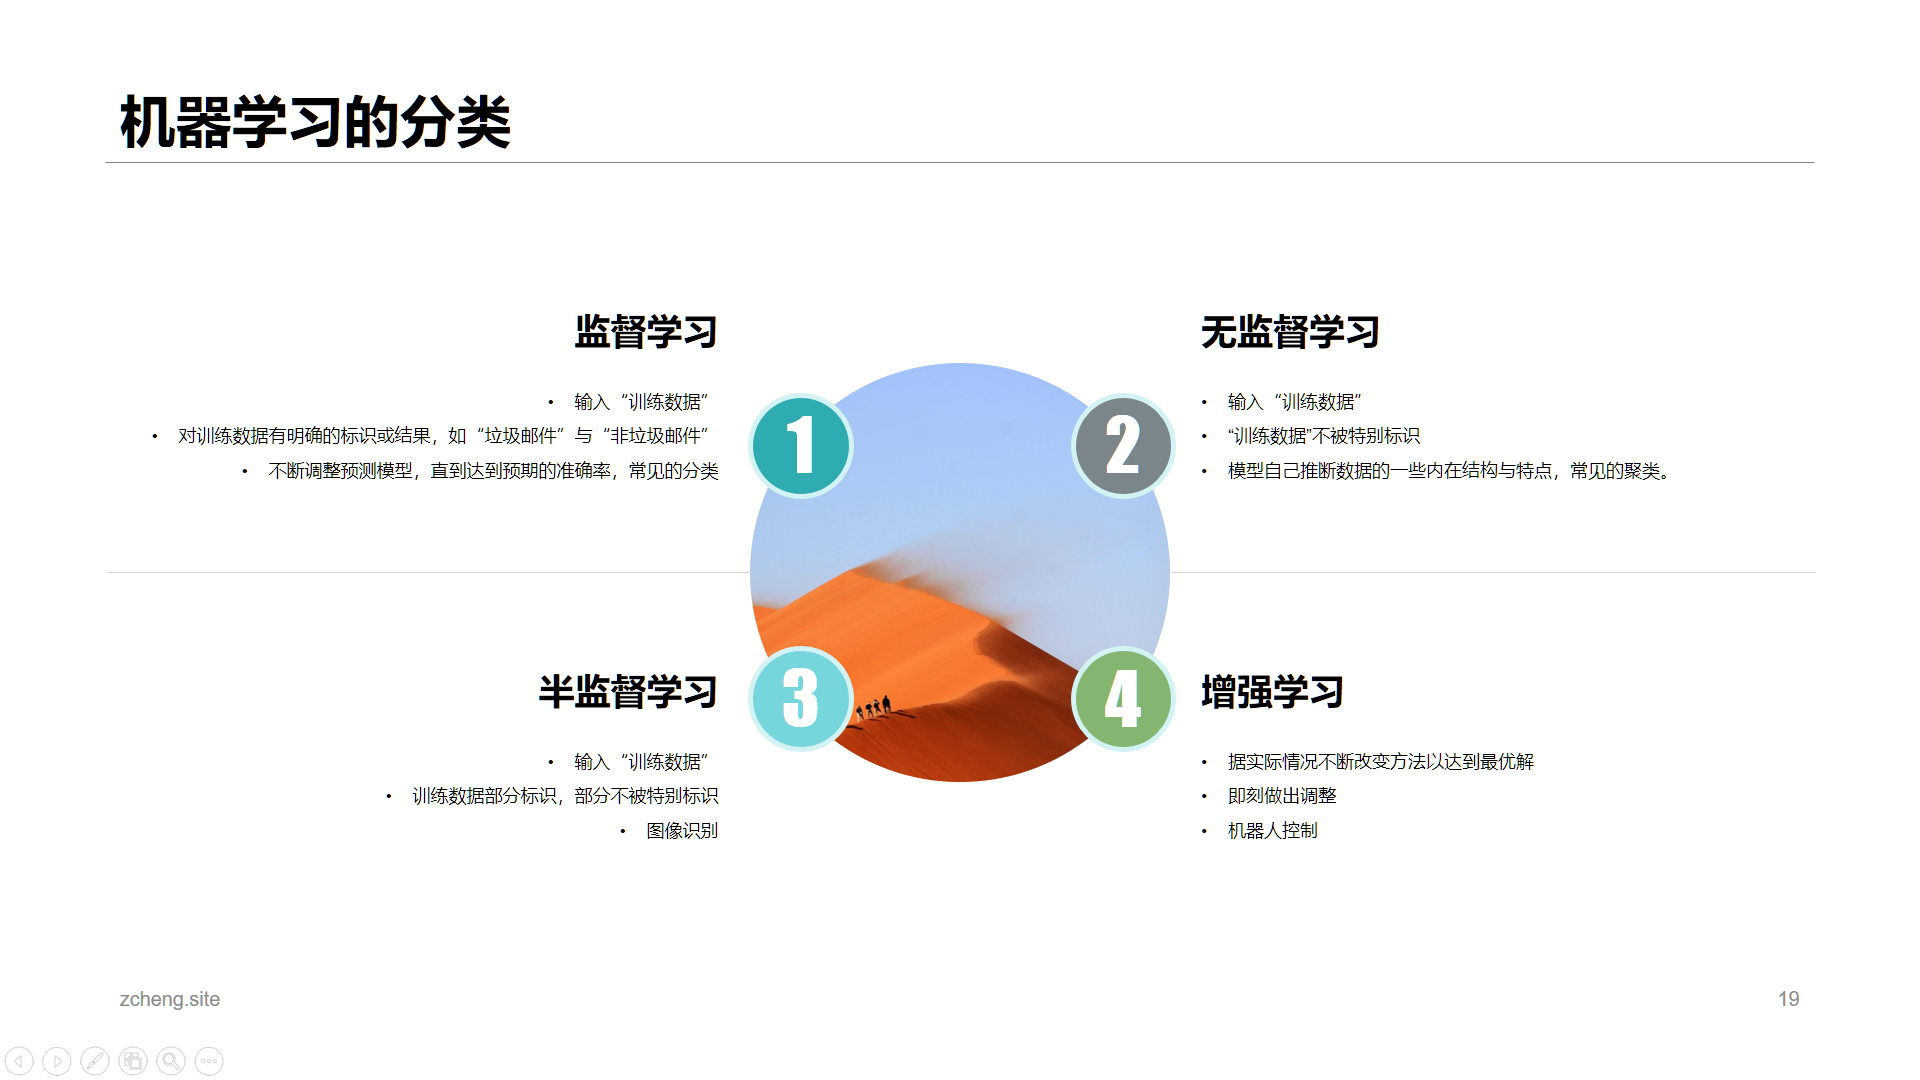 机器学习的分类
监督学习
• 输入“训练数据”
• 对训练数据有明确的标识或结果，如“垃圾邮件”与“非垃圾邮件”
• 不断调整预测模型，直到达到预期的准确率，常见的分类
1
2
无监督学习
• 输入“训练数据”
• “训练数据”不被特别标识
• 模型自己推断数据的一些内在结构与特点，常见的聚类。
半监督学习
• 输入“训练数据”
• 训练数据部分标识，部分不被特别标识
• 图像识别
3
4
增强学习
• 据实际情况不断改变方法以达到最优解
• 即刻做出调整
• 机器人控制
zcheng.site
19